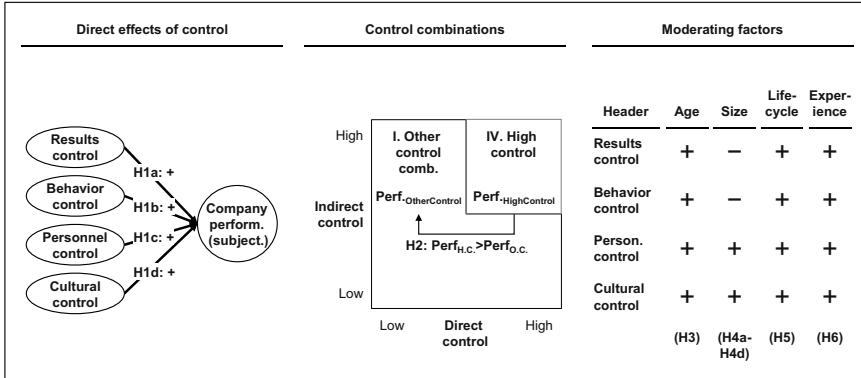 Direct effects of control
Control combinations
Moderating factors
Results
control
Behavior
control
Personnel
control
Cultural
control
H1a: +
H1b: +
H1c: +
H1d: +
Company
perform.
(subject.)
High
Indirect
control
Low
I. Other
control
comb.
Perf.OtherControl
IV. High
control
Perf.HighControl
H2: PerfH.C.>PerfO.C.
Low
Direct
control
High
Header Age Size Life-cycle Exper-ience
Results
control + − + +
Behavior
control + − + +
Person.
control + + + +
Cultural
control + + + +
(H3) (H4a-H4d) (H5) (H6)